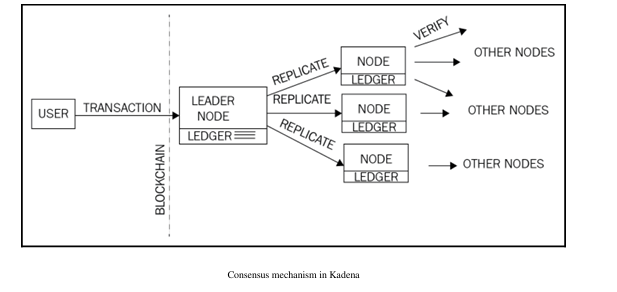 VERIFY
OTHER NODES
NODE
LEDGER
REPLICATE
USER
TRANSACTION
LEADER
NODE
LEDGER
REPLICATE
NODE
LEDGER
OTHER NODES
REPLICATE
NODE
LEDGER
OTHER NODES
BLOCKCHAIN
Consensus mechanism in Kadena